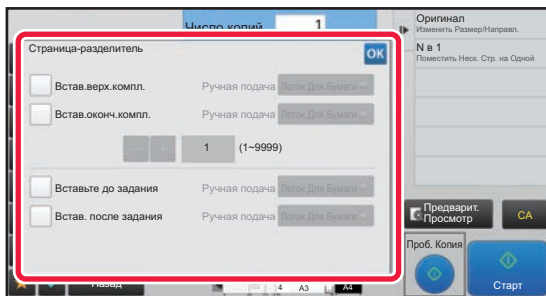 Число копий 1
Оригинал
Изменить Размер/Направл.
N в 1
Поместить Неск. Стр. на Одной
Страница-разделитель
OK
Встав.верх.компл. Ручная подача Лоток Для Бумаги
Встав.оконч.компл. Ручная подача Лоток Для Бумаги
1 (1~9999)
Вставьте до задания Ручная подача Лоток Для Бумаги
Встав. после задания Ручная подача Лоток Для Бумаги
Предварит.
Просмотр
CA
Проб. Копия
Старт
Назад
4 A3 A4